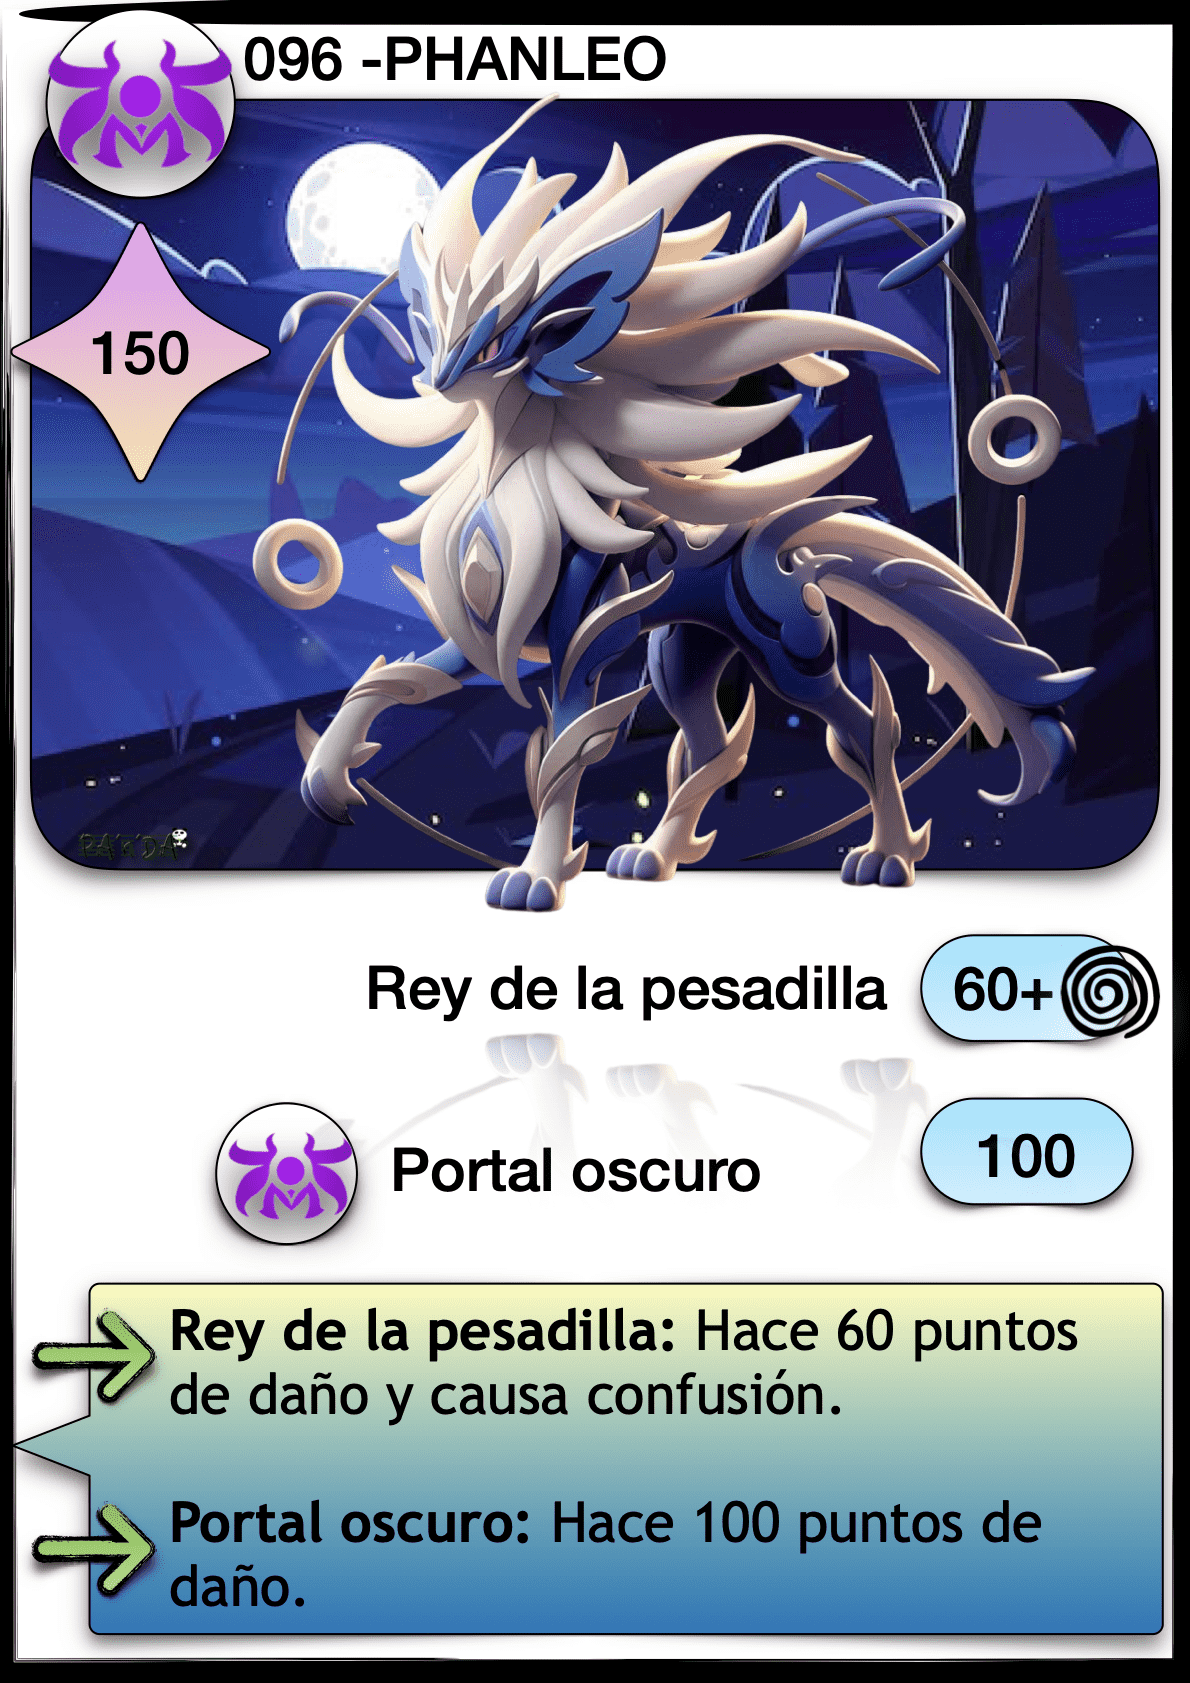 096 -PHANLEO
150
Rey de la pesadilla
60+
Portal oscuro
100
Rey de la pesadilla: Hace 60 puntos
de daño y causa confusión.
Portal oscuro: Hace 100 puntos de
daño.